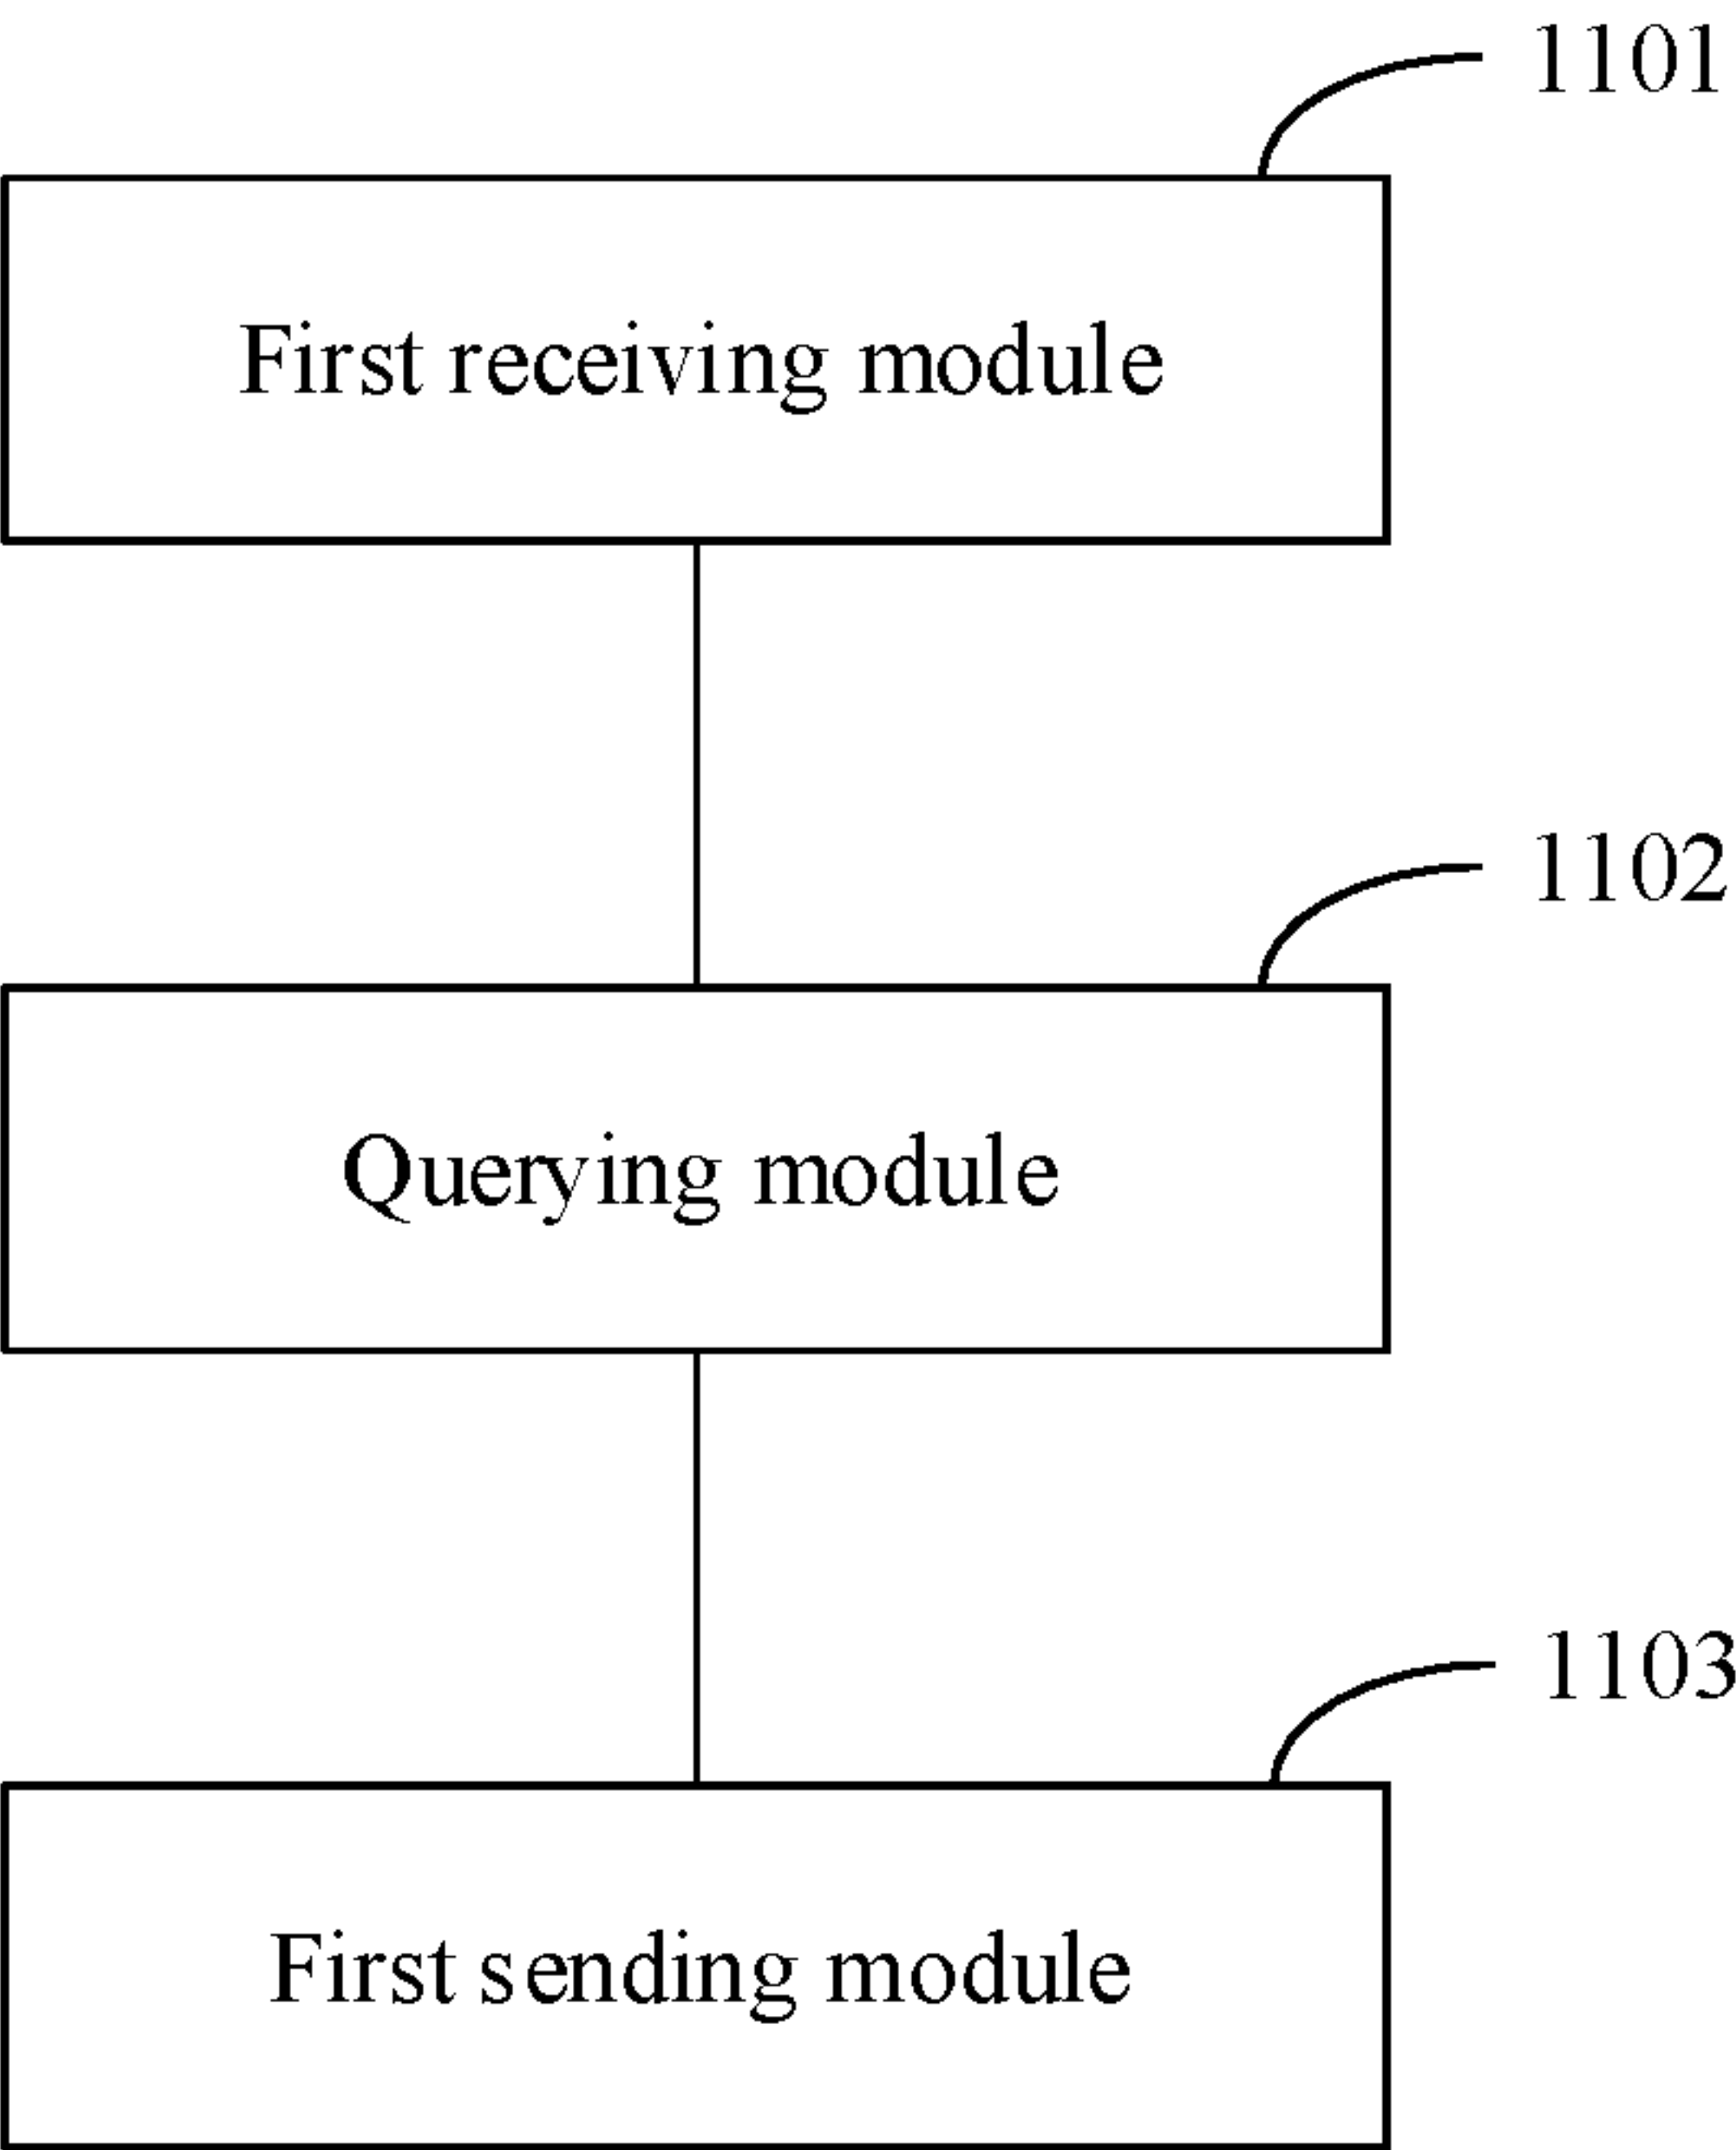 1101
First receiving module
1102
Querying module
1103
First sending module